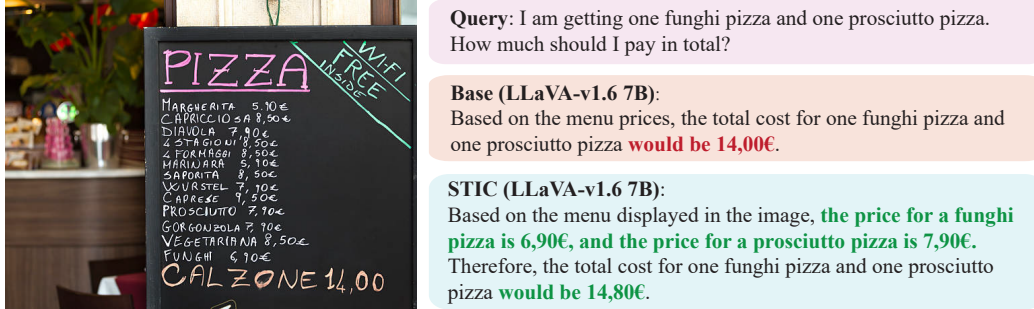 PIZZA
WI-FI
FREE
INSIDE
MARGHERITA 5.90€
CAPRICCIOSA 8,50€
DIAVOLA 7,90€
4 STAGIONI 8,50€
4 FORMAGGI 8,50€
MARINARA 5,90€
SAPORITA 8,50€
WURSTEL 7,90€
CAPRESE 9,50€
PROSCIUTTO 7,90€
GORGONZOLA 7,90€
VEGETARIANA 8,50€
FUNGHI 6,90€
CALZONE 14,00
Query: I am getting one funghi pizza and one prosciutto pizza.
How much should I pay in total?
Base (LLaVA-v1.6 7B):
Based on the menu prices, the total cost for one funghi pizza and
one prosciutto pizza would be 14,00€.
STIC (LLaVA-v1.6 7B):
Based on the menu displayed in the image, the price for a funghi
pizza is 6,90€, and the price for a prosciutto pizza is 7,90€.
Therefore, the total cost for one funghi pizza and one prosciutto
pizza would be 14,80€.